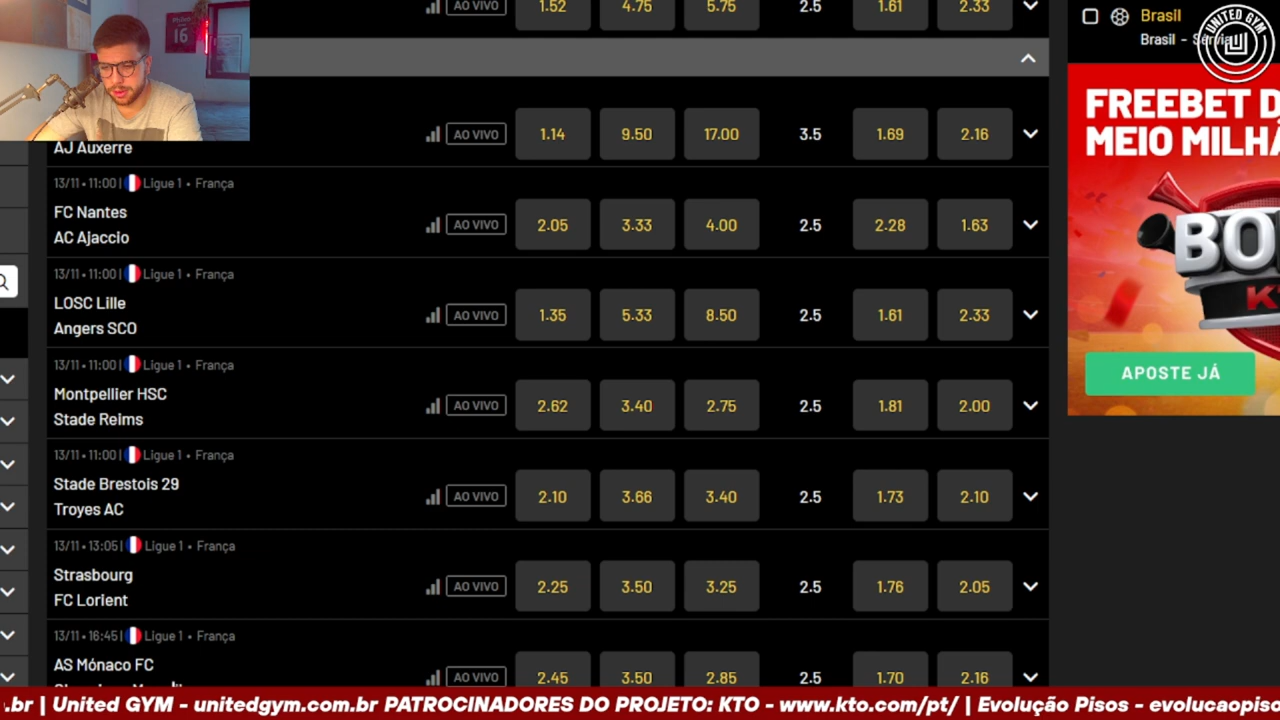 AO VIVO 1.52 4.75 5.75 2.5 1.61 2.33
Brasil
Brasil - Sérvia
UNITED GYM
16
AO VIVO 1.14 9.50 17.00 3.5 1.69 2.16
AJ Auxerre
13/11 • 11:00 | Ligue 1 • França
FC Nantes
AC Ajaccio
AO VIVO 2.05 3.33 4.00 2.5 2.28 1.63
13/11 • 11:00 | Ligue 1 • França
LOSC Lille
Angers SCO
AO VIVO 1.35 5.33 8.50 2.5 1.61 2.33
13/11 • 11:00 | Ligue 1 • França
Montpellier HSC
Stade Reims
AO VIVO 2.62 3.40 2.75 2.5 1.81 2.00
13/11 • 11:00 | Ligue 1 • França
Stade Brestois 29
Troyes AC
AO VIVO 2.10 3.66 3.40 2.5 1.73 2.10
13/11 • 13:05 | Ligue 1 • França
Strasbourg
FC Lorient
AO VIVO 2.25 3.50 3.25 2.5 1.76 2.05
13/11 • 16:45 | Ligue 1 • França
AS Mónaco FC
AO VIVO 2.45 3.50 2.85 2.5 1.70 2.16
FREEBET D
MEIO MILHA
BO
K
APOSTE JÁ
.br | United GYM - unitedgym.com.br PATROCINADORES DO PROJETO: KTO - www.kto.com/pt/ | Evolução Pisos - evolucaopiso